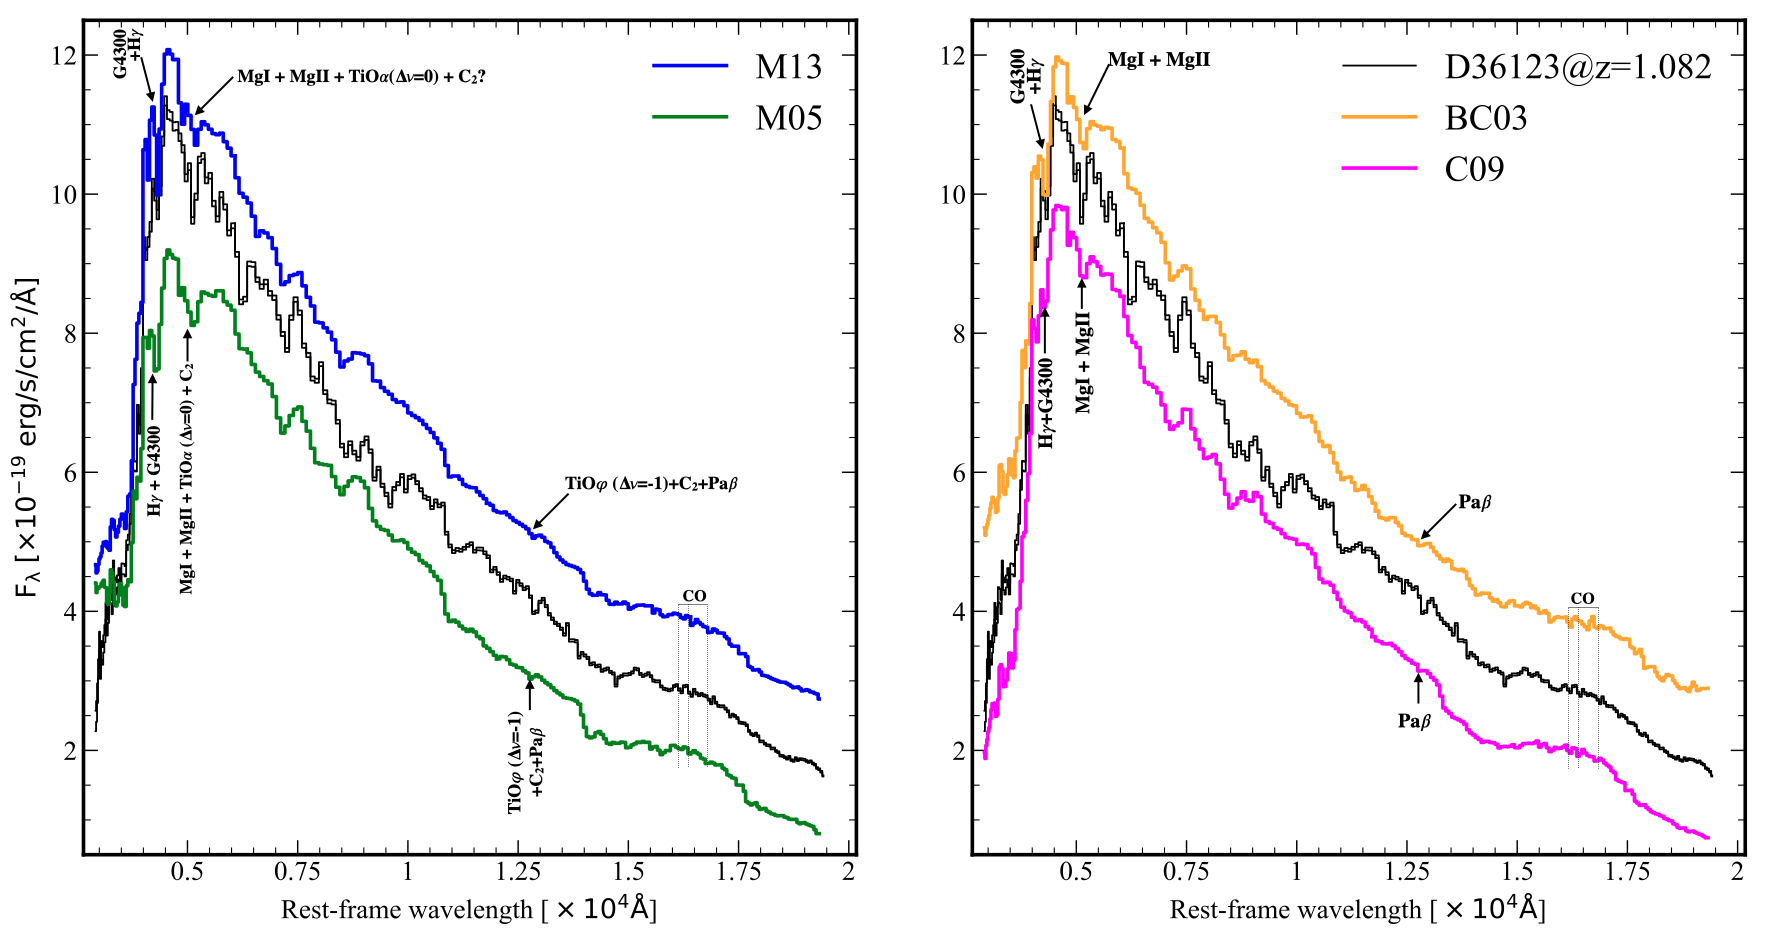 G4300
+Hγ
MgI + MgII + TiOα(Δν=0) + C₂?
M13
M05
Hγ + G4300
MgI + MgII + TiOα (Δν=0) + C₂
TiOφ (Δν=-1)+C₂+Paβ
CO
TiOφ (Δν=-1)
+C₂+Paβ
12
10
8
6
4
2
F_λ [×10⁻¹⁹ erg/s/cm²/Å]
0.5 0.75 1 1.25 1.5 1.75 2
Rest-frame wavelength [ × 10⁴Å]
G4300
+Hγ
MgI + MgII
D36123@z=1.082
BC03
C09
Hγ+G4300
MgI + MgII
Paβ
CO
Paβ
12
10
8
6
4
2
0.5 0.75 1 1.25 1.5 1.75 2
Rest-frame wavelength [ × 10⁴Å]